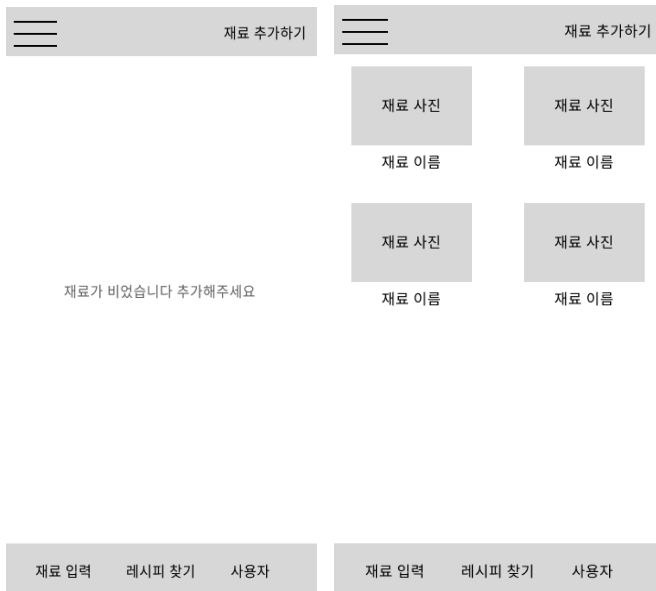 재료 추가하기
재료가 비었습니다 추가해주세요
재료 입력 레시피 찾기 사용자
재료 추가하기
재료 사진 재료 사진
재료 이름 재료 이름
재료 사진 재료 사진
재료 이름 재료 이름
재료 입력 레시피 찾기 사용자